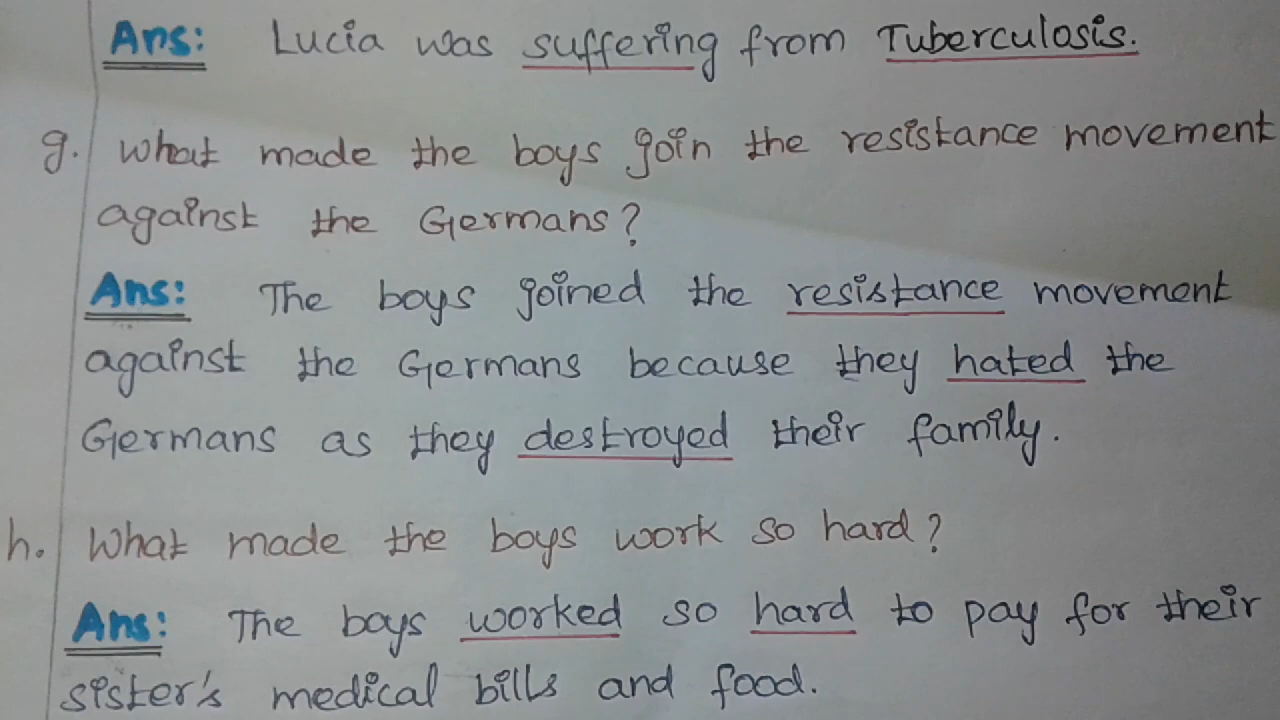 Ans: Lucia was suffering from Tuberculosis.
g. What made the boys join the resistance movement
against the Germans?
Ans: The boys joined the resistance movement
against the Germans because they hated the
Germans as they destroyed their family.
h. What made the boys work so hard?
Ans: The boys worked so hard to pay for their
sister's medical bills and food.